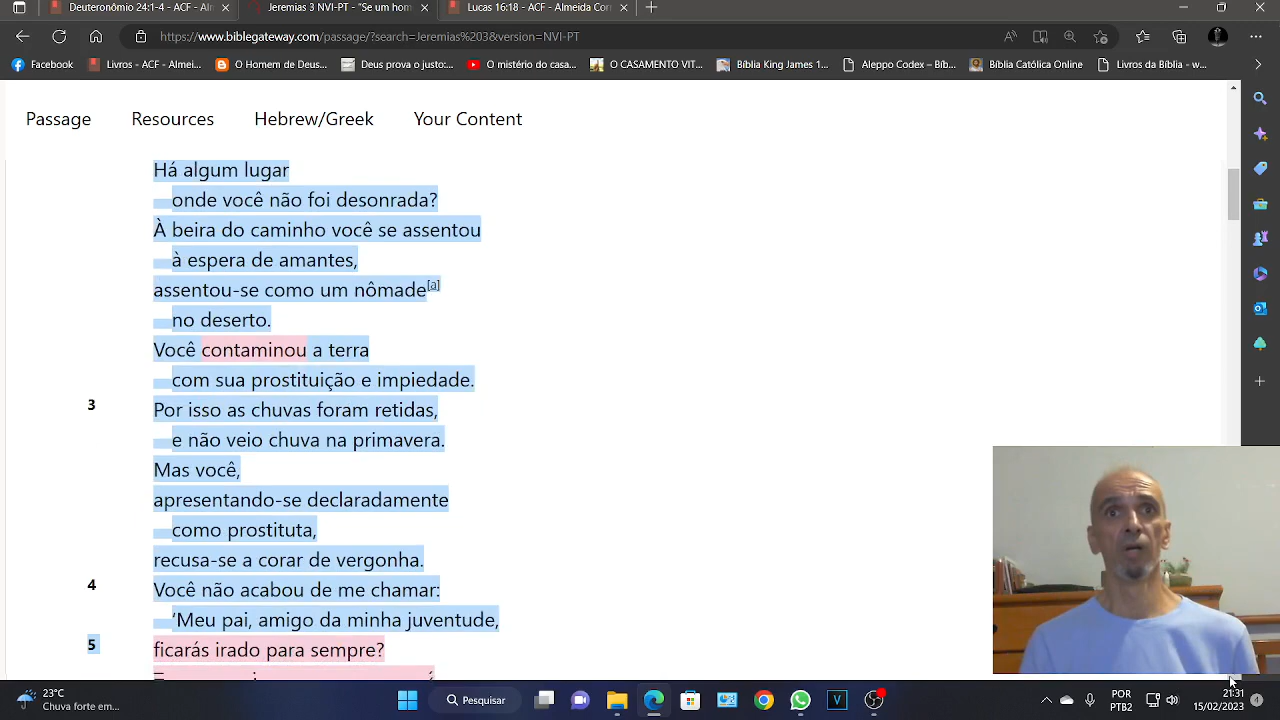 Deuteronômio 24:1-4 - ACF - Alm
Jeremias 3 NVI-PT - "Se um hom
Lucas 16:18 - ACF - Almeida Corr
https://www.biblegateway.com/passage/?search=Jeremias%203&version=NVI-PT
Facebook
Livros - ACF - Almei...
O Homem de Deus...
Deus prova o justo:...
O mistério do casa...
O CASAMENTO VIT...
Bíblia King James 1...
Aleppo Codex – Bíb...
Bíblia Católica Online
Livros da Bíblia - w...
Passage
Resources
Hebrew/Greek
Your Content
Há algum lugar
onde você não foi desonrada?
À beira do caminho você se assentou
à espera de amantes,
assentou-se como um nômade[a]
no deserto.
Você contaminou a terra
com sua prostituição e impiedade.
3 Por isso as chuvas foram retidas,
e não veio chuva na primavera.
Mas você,
apresentando-se declaradamente
como prostituta,
recusa-se a corar de vergonha.
4 Você não acabou de me chamar:
‘Meu pai, amigo da minha juventude,
5 ficarás irado para sempre?
23°C
Chuva forte em...
Pesquisar
POR
PTB2
21:31
15/02/2023
4